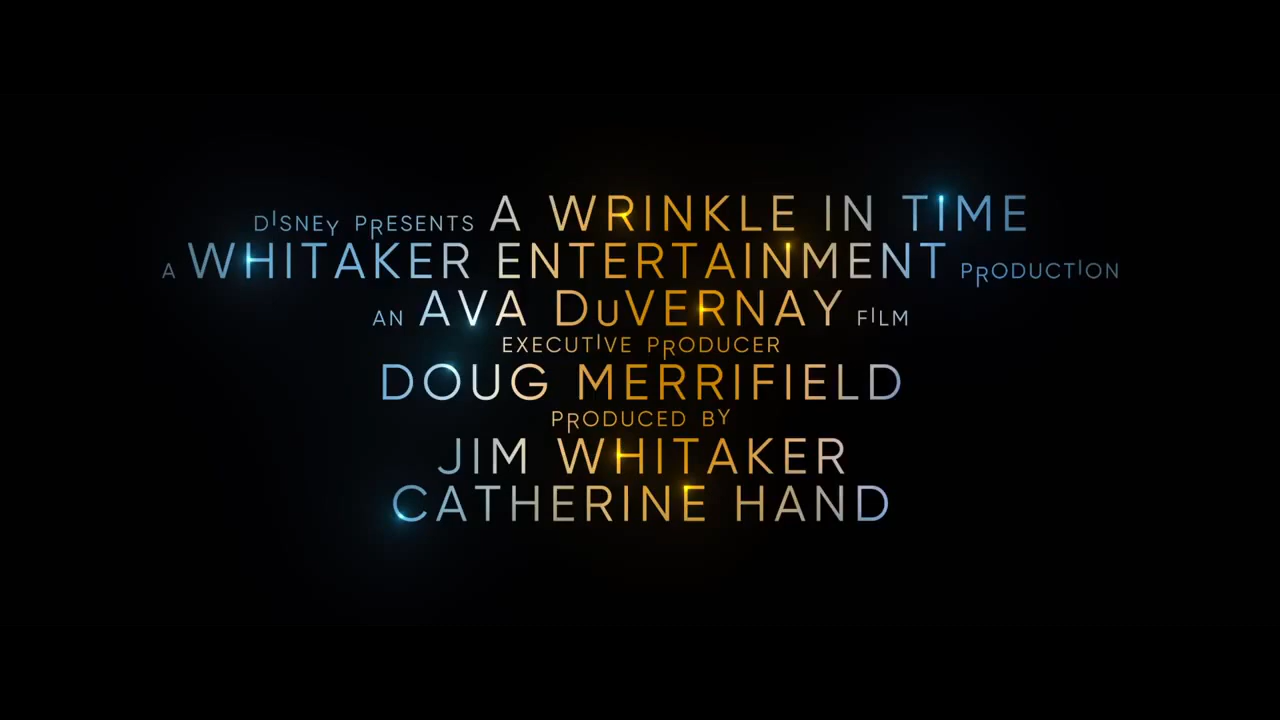 DISNEY PRESENTS A WRINKLE IN TIME
A WHITAKER ENTERTAINMENT PRODUCTION
AN AVA DuVERNAY FILM
EXECUTIVE PRODUCER
DOUG MERRIFIELD
PRODUCED BY
JIM WHITAKER
CATHERINE HAND